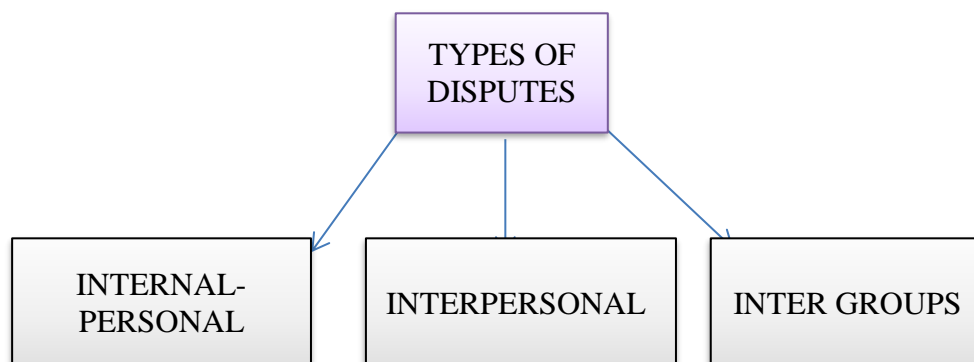 TYPES OF
DISPUTES
INTERNAL-
PERSONAL
INTERPERSONAL
INTER GROUPS